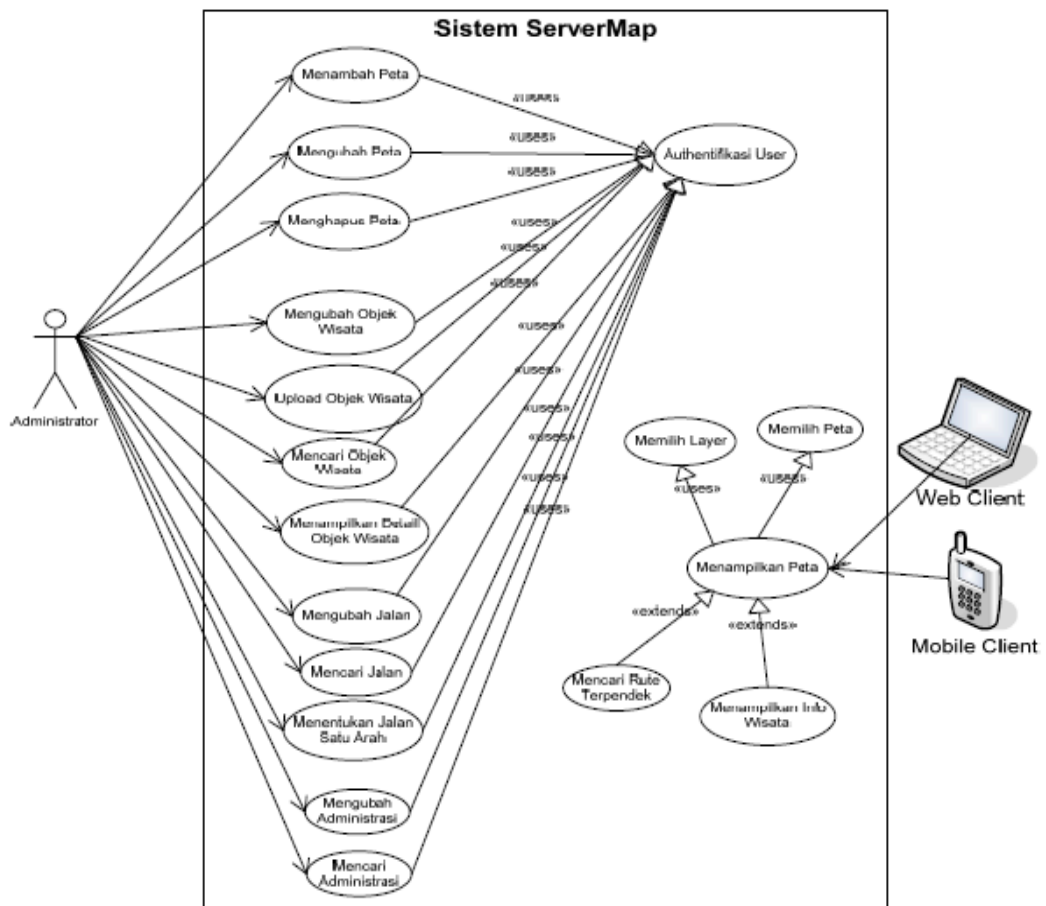 Sistem ServerMap
Menambah Peta
«uses»
Mengubah Peta
«uses»
Authentifikasi User
Menghapus Peta
«uses»
Mengubah Objek
Wisata
«uses»
«uses»
Upload Objek Wisata
«uses»
Mencari Objek
Wisata
«uses»
Menampilkan Detail
Objek Wisata
«uses»
Mengubah Jalan
«uses»
Mencari Jalan
«uses»
Menentukan Jalan
Satu Arah
«uses»
Mengubah
Administrasi
«uses»
Mencari
Administrasi
Administrator
Memilih Layer
Memilih Peta
«uses»
«uses»
Menampilkan Peta
«extends»
«extends»
Mencari Rute
Terpendek
Menampilkan Info
Wisata
Web Client
Mobile Client